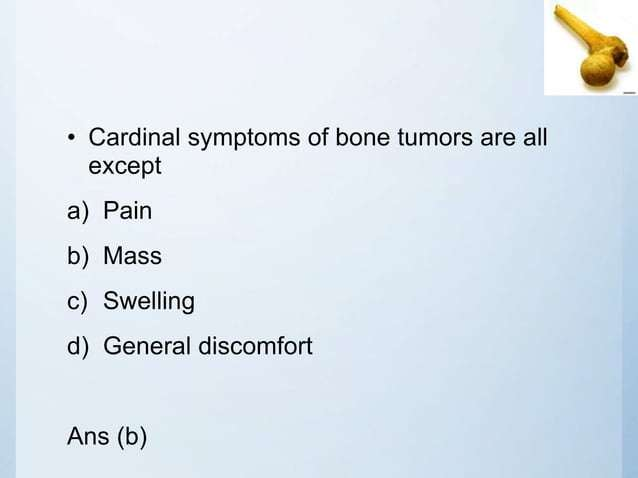 • Cardinal symptoms of bone tumors are all
except
a) Pain
b) Mass
c) Swelling
d) General discomfort
Ans (b)